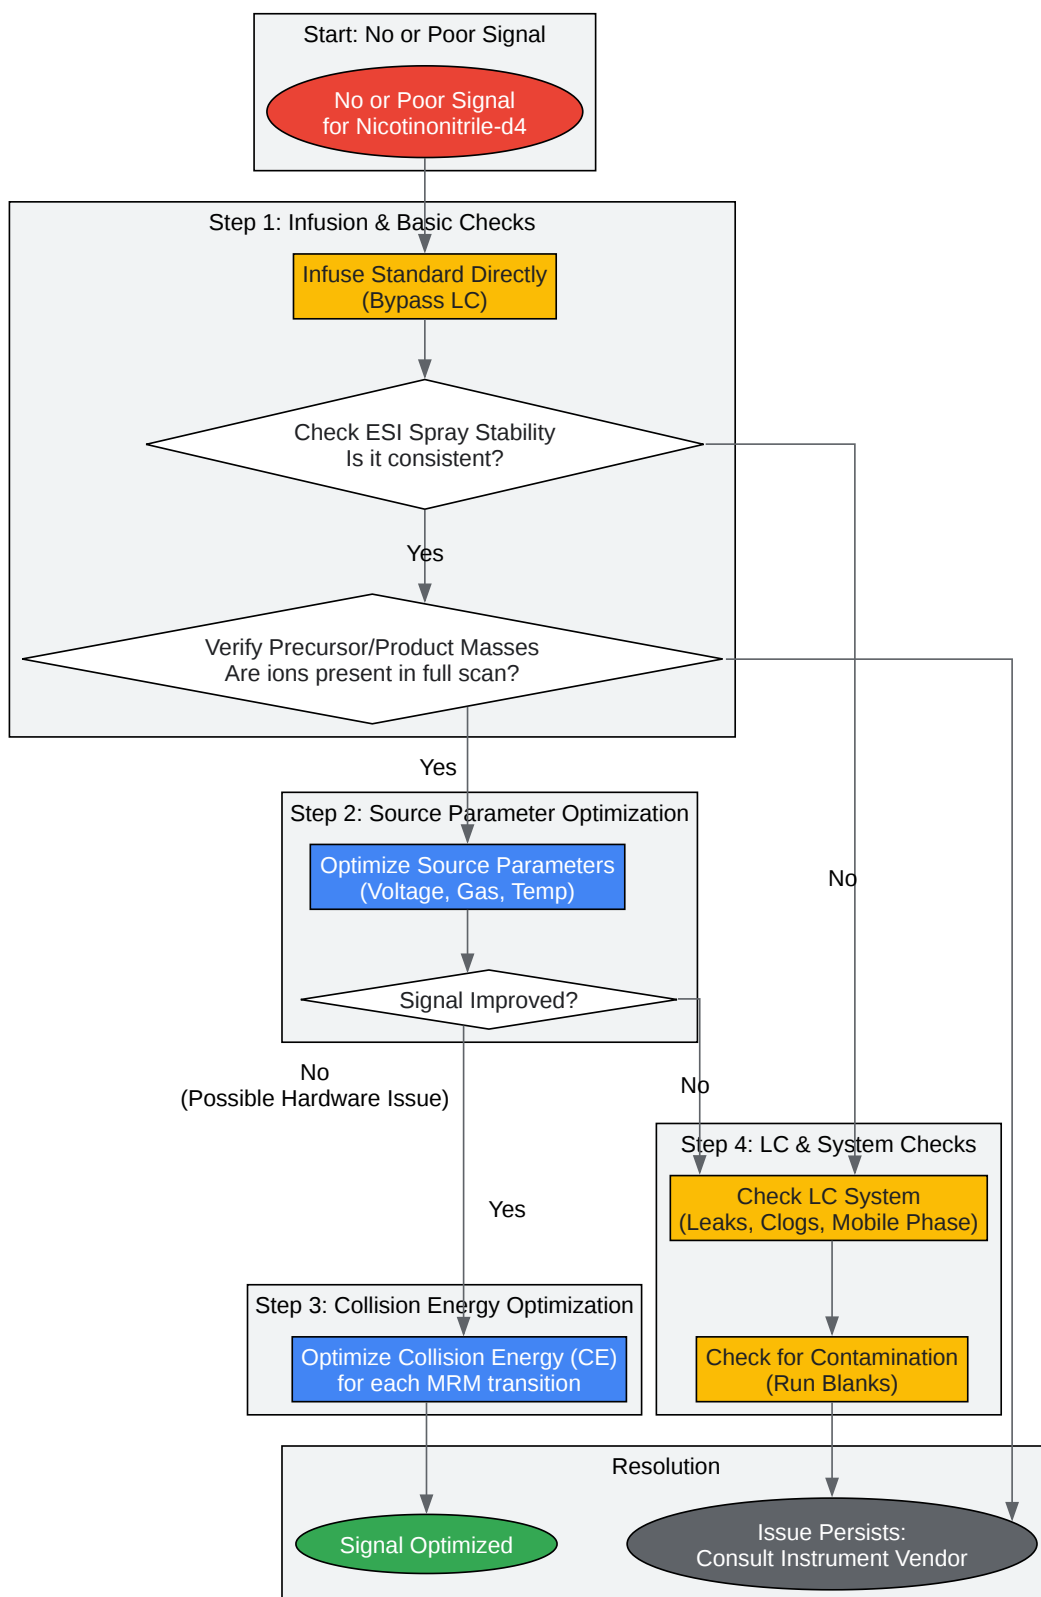 Start: No or Poor Signal
No or Poor Signal
for Nicotinonitrile-d4
Step 1: Infusion & Basic Checks
Infuse Standard Directly
(Bypass LC)
Check ESI Spray Stability
Is it consistent?
Yes
Verify Precursor/Product Masses
Are ions present in full scan?
Yes
Step 2: Source Parameter Optimization
Optimize Source Parameters
(Voltage, Gas, Temp)
No
Signal Improved?
No
(Possible Hardware Issue)
No
Step 4: LC & System Checks
Check LC System
(Leaks, Clogs, Mobile Phase)
Yes
Step 3: Collision Energy Optimization
Optimize Collision Energy (CE)
for each MRM transition
Check for Contamination
(Run Blanks)
Resolution
Signal Optimized
Issue Persists:
Consult Instrument Vendor